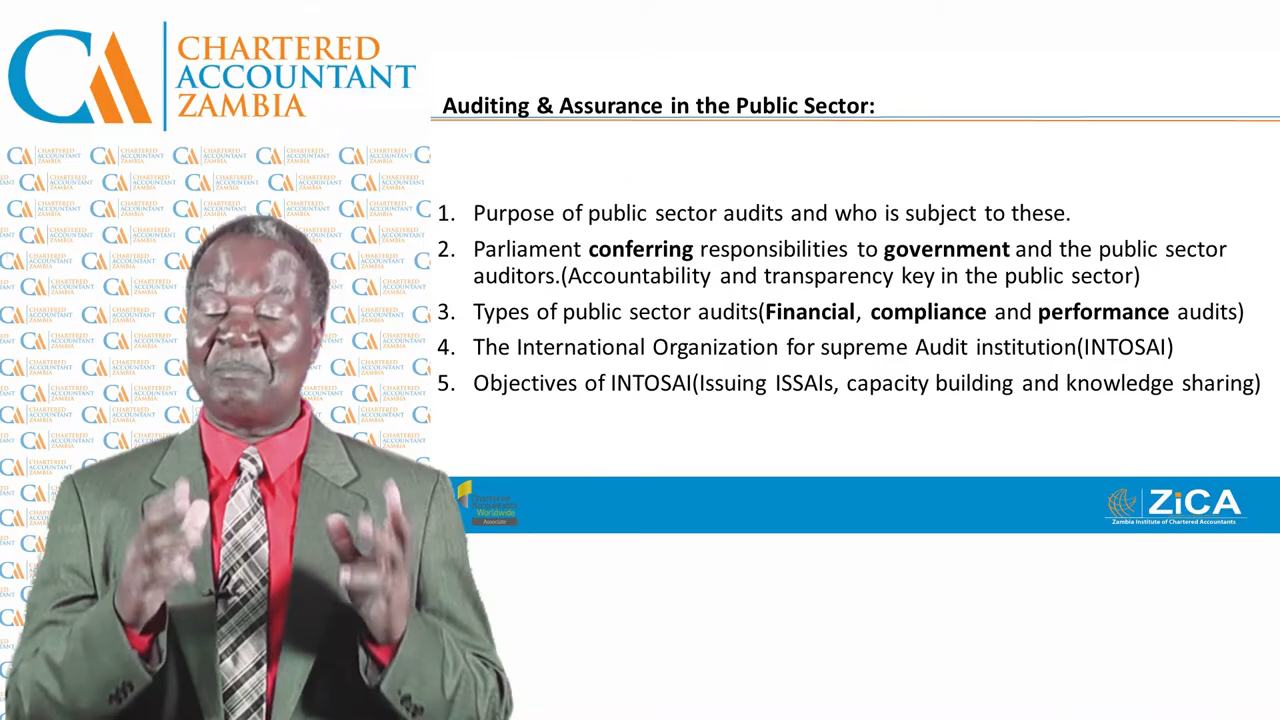 CHARTERED
ACCOUNTANT
ZAMBIA
Auditing & Assurance in the Public Sector:
1. Purpose of public sector audits and who is subject to these.
2. Parliament conferring responsibilities to government and the public sector
auditors.(Accountability and transparency key in the public sector)
3. Types of public sector audits(Financial, compliance and performance audits)
4. The International Organization for supreme Audit institution(INTOSAI)
5. Objectives of INTOSAI(Issuing ISSAIs, capacity building and knowledge sharing)
Worldwide
Associate
ZiCA
Zambia Institute of Chartered Accountants